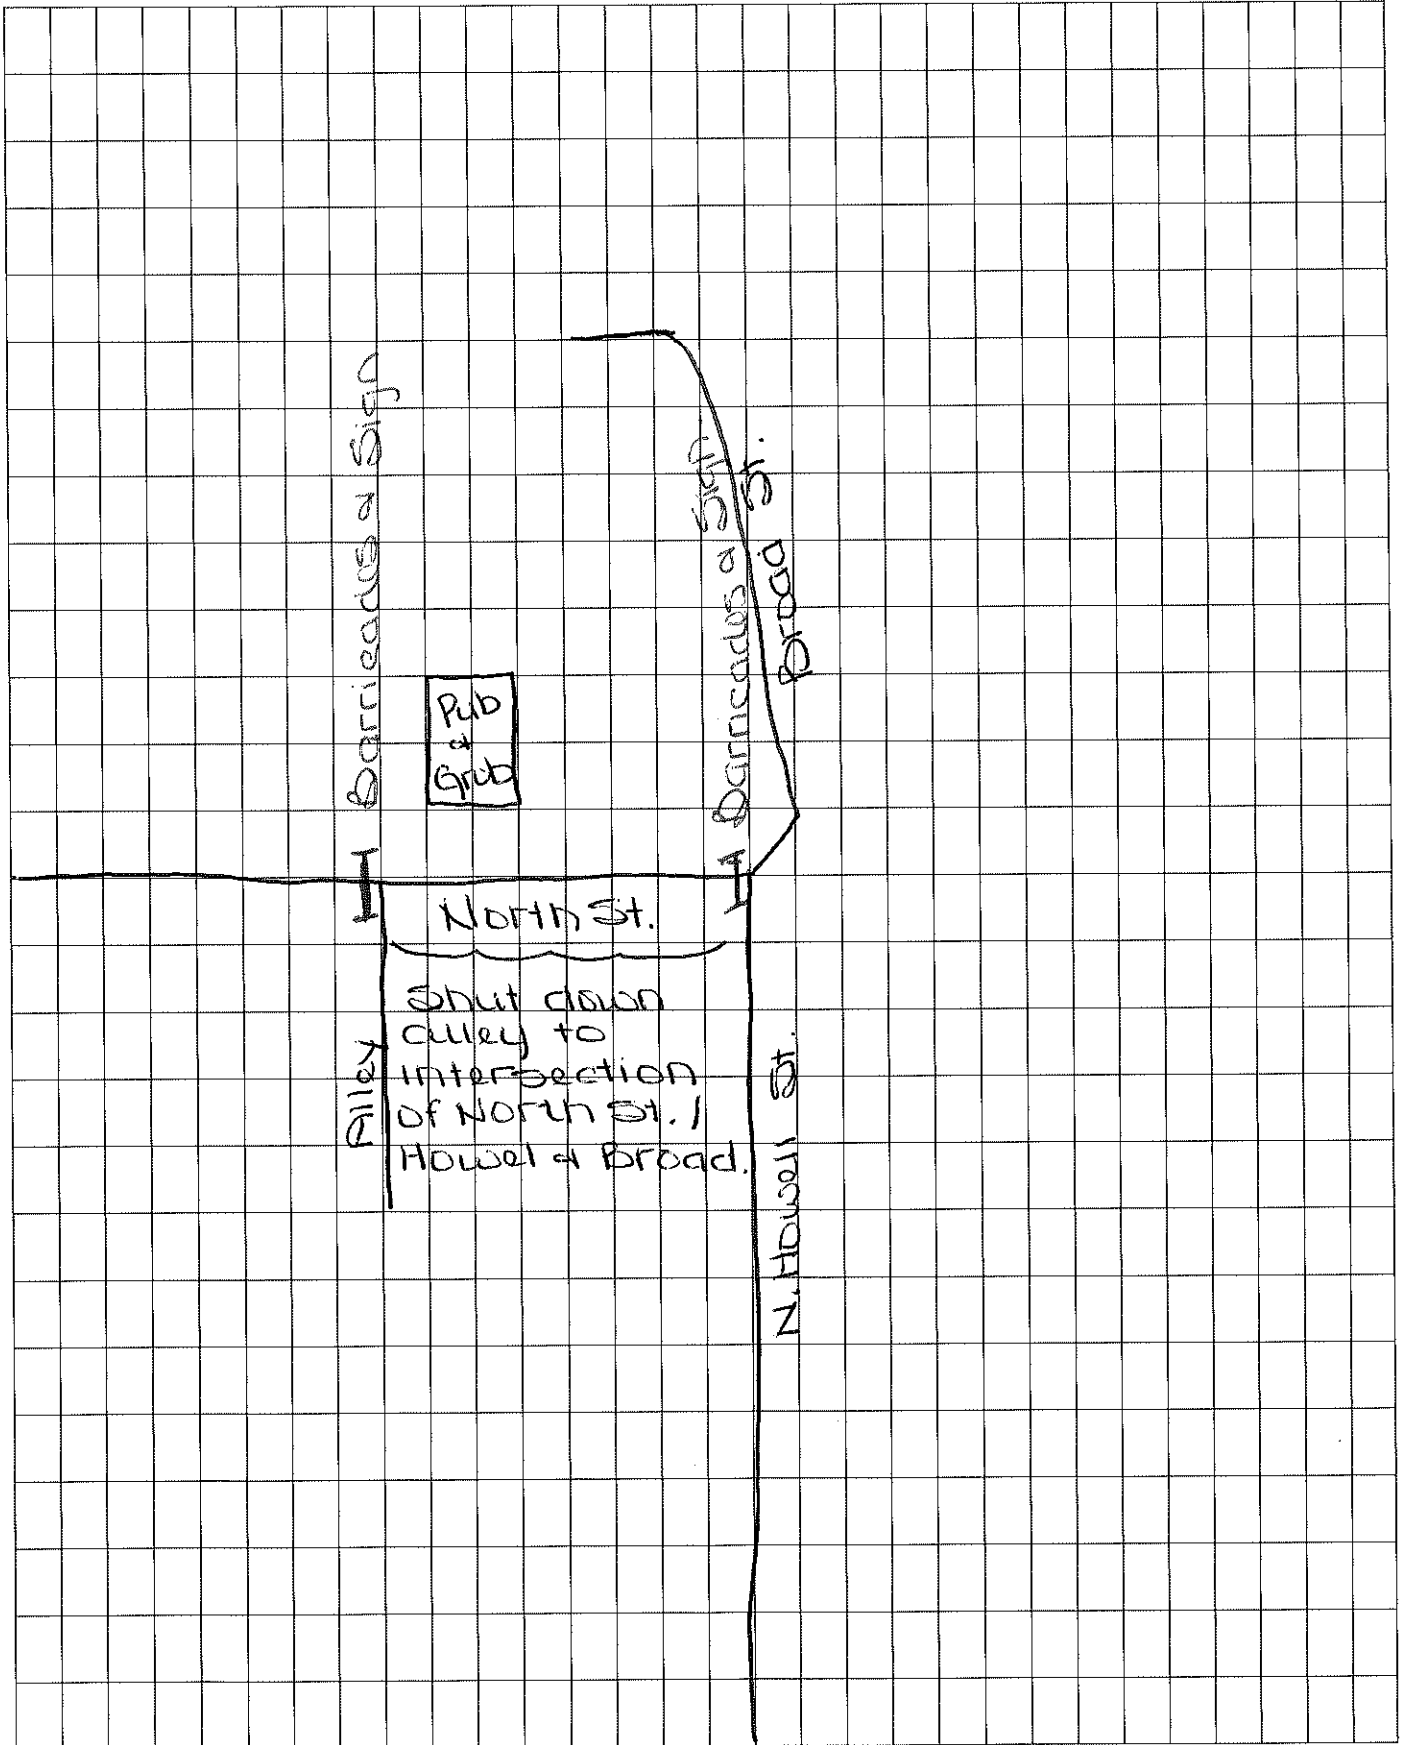 Barricades & Sign
Barricades & Sign
Broad St.
Pub
&
Grub
North St.
Shut down
alley to
intersection
of North St. /
Howel & Broad.
Alley
N. Howell St.